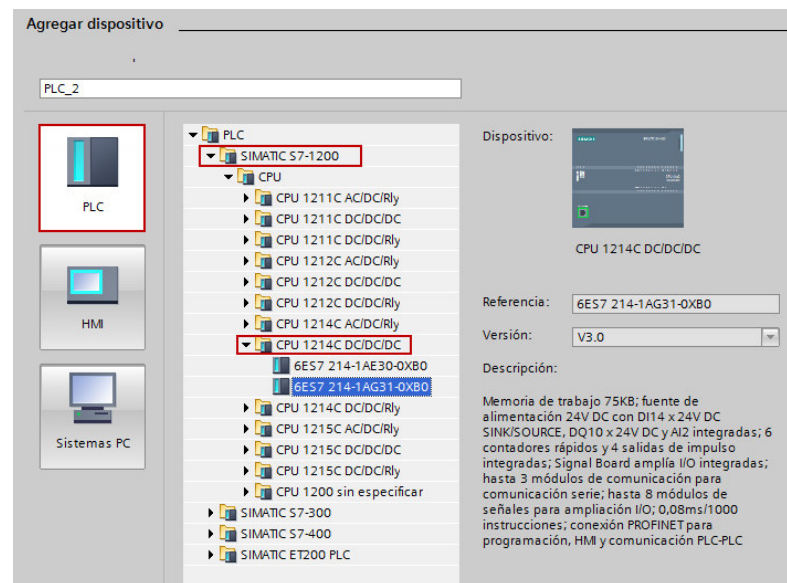 Agregar dispositivo
PLC_2
PLC
HMI
Sistemas PC
PLC
SIMATIC S7-1200
CPU
CPU 1211C AC/DC/Rly
CPU 1211C DC/DC/DC
CPU 1211C DC/DC/Rly
CPU 1212C AC/DC/Rly
CPU 1212C DC/DC/DC
CPU 1212C DC/DC/Rly
CPU 1214C AC/DC/Rly
CPU 1214C DC/DC/DC
6ES7 214-1AE30-0XB0
6ES7 214-1AG31-0XB0
CPU 1214C DC/DC/Rly
CPU 1215C AC/DC/Rly
CPU 1215C DC/DC/DC
CPU 1215C DC/DC/Rly
CPU 1200 sin especificar
SIMATIC S7-300
SIMATIC S7-400
SIMATIC ET200 PLC
Dispositivo:
CPU 1214C DC/DC/DC
Referencia: 6ES7 214-1AG31-0XB0
Versión: V3.0
Descripción:
Memoria de trabajo 75KB; fuente de
alimentación 24V DC con DI14 x 24V DC
SINK/SOURCE, DQ10 x 24V DC y AI2 integradas; 6
contadores rápidos y 4 salidas de impulso
integradas; Signal Board amplía I/O integradas;
hasta 3 módulos de comunicación para
comunicación serie; hasta 8 módulos de
señales para ampliación I/O; 0,08ms/1000
instrucciones; conexión PROFINET para
programación, HMI y comunicación PLC-PLC